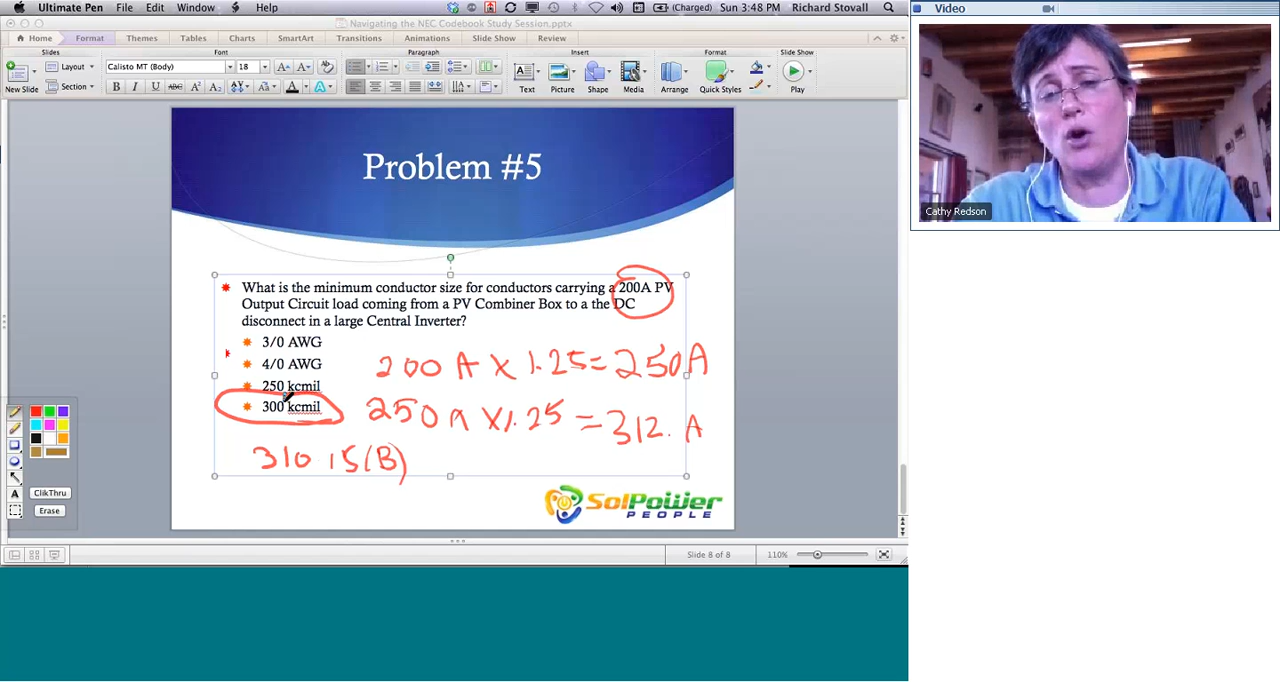 Ultimate Pen File Edit Window Help (Charged) Sun 3:48 PM Richard Stovall
Navigating the NEC Codebook Study Session.pptx
Home Format Themes Tables Charts SmartArt Transitions Animations Slide Show Review
Slides Font Paragraph Insert Format Slide Show
New Slide Layout Section Calisto MT (Body) 18 Text Picture Shape Media Arrange Quick Styles Play
B I U ABC A² A₂
Problem #5
What is the minimum conductor size for conductors carrying a 200A PV
Output Circuit load coming from a PV Combiner Box to a the DC
disconnect in a large Central Inverter?
3/0 AWG
4/0 AWG
250 kcmil
300 kcmil
200 A X 1.25 = 250 A
250 A X 1.25 = 312. A
310 15 (B)
SolPower
PEOPLE
A
ClikThru
Erase
Slide 8 of 8 110%
Video
Cathy Redson